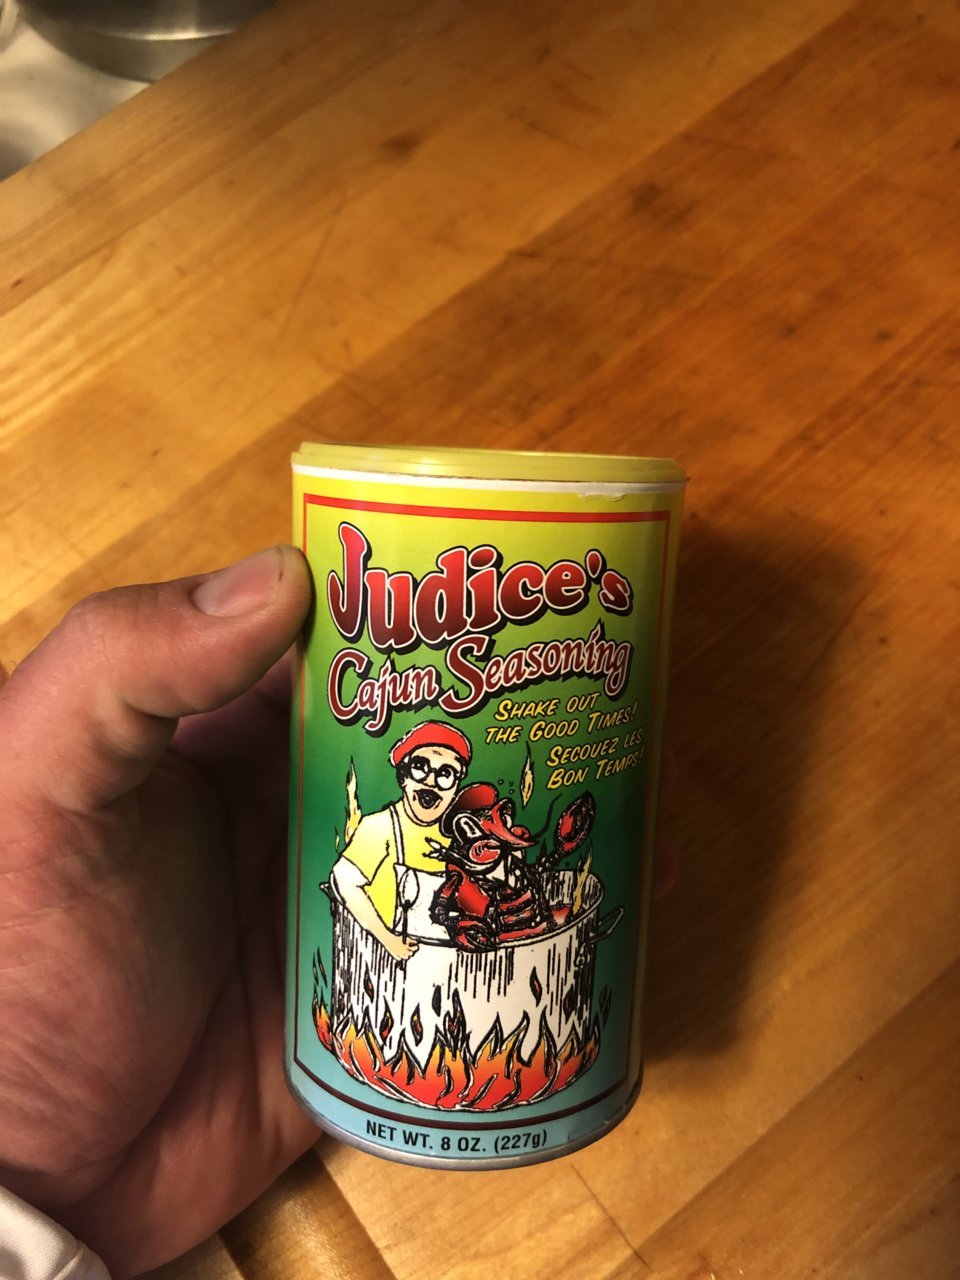 Judice's
Cajun Seasoning
SHAKE OUT
THE GOOD TIMES!
SECOUEZ LES
BON TEMPS!
NET WT. 8 OZ. (227g)